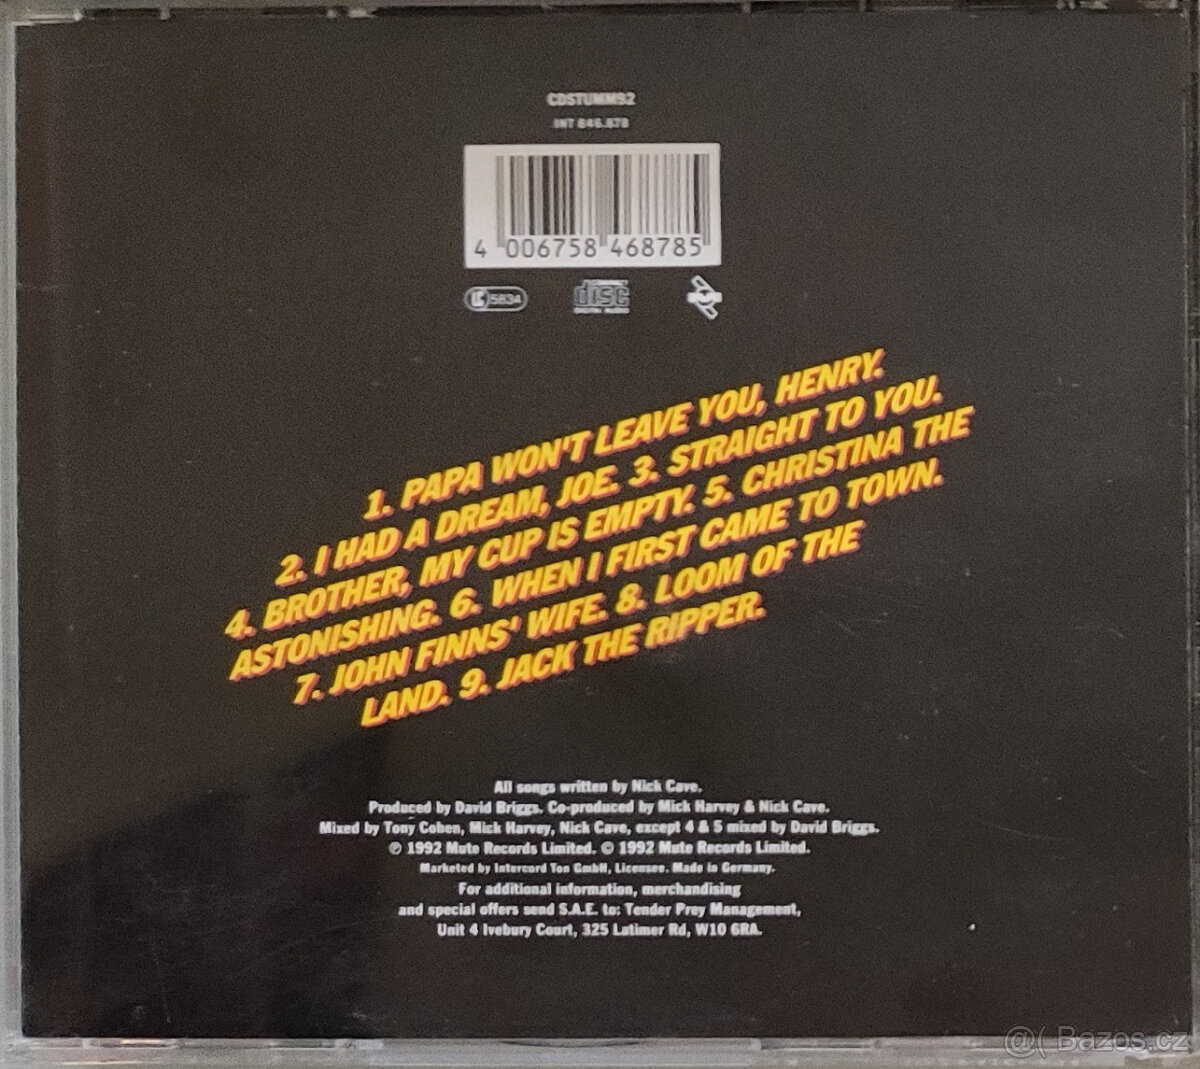 CDSTUMM92
INT 846.878
4 006758 468785
LC 5834
disc
DIGITAL AUDIO
1. PAPA WON'T LEAVE YOU, HENRY.
2. I HAD A DREAM, JOE. 3. STRAIGHT TO YOU.
4. BROTHER, MY CUP IS EMPTY. 5. CHRISTINA THE
ASTONISHING. 6. WHEN I FIRST CAME TO TOWN.
7. JOHN FINNS' WIFE. 8. LOOM OF THE
LAND. 9. JACK THE RIPPER.
All songs written by Nick Cave.
Produced by David Briggs. Co-produced by Mick Harvey & Nick Cave.
Mixed by Tony Cohen, Mick Harvey, Nick Cave, except 4 & 5 mixed by David Briggs.
℗ 1992 Mute Records Limited. © 1992 Mute Records Limited.
Marketed by Intercord Ton GmbH, Licensee. Made in Germany.
For additional information, merchandising
and special offers send S.A.E. to: Tender Prey Management,
Unit 4 Ivebury Court, 325 Latimer Rd, W10 6RA.
@( Bazos.cz